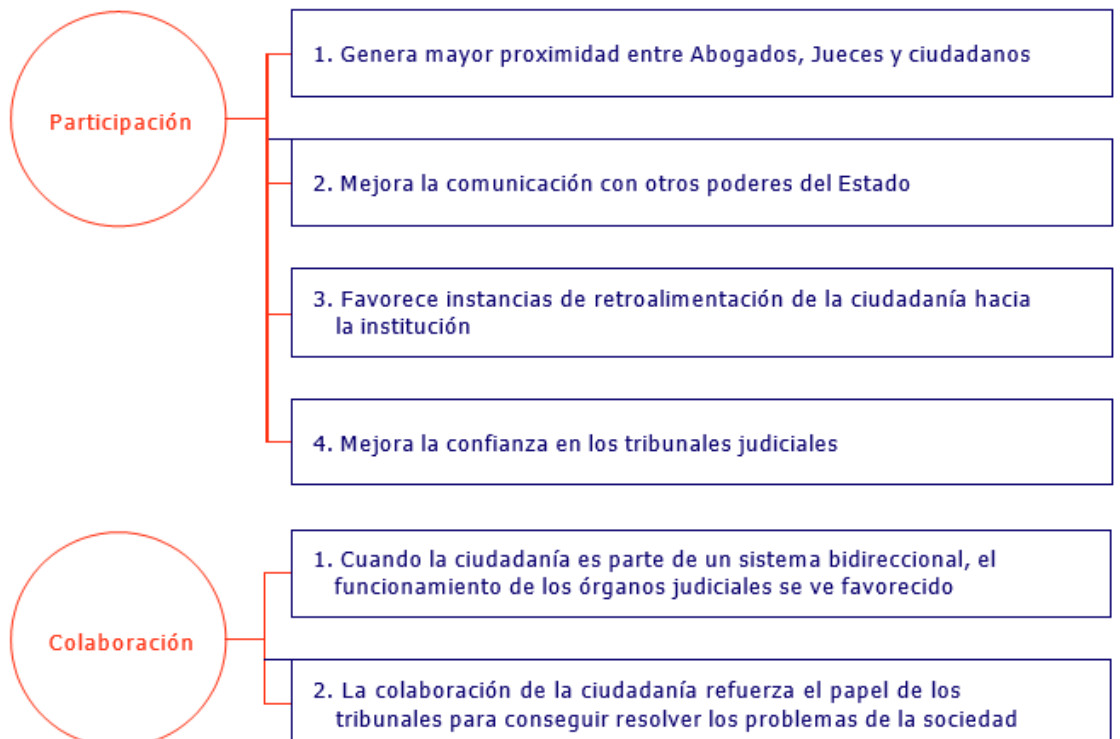 Participación
1. Genera mayor proximidad entre Abogados, Jueces y ciudadanos
2. Mejora la comunicación con otros poderes del Estado
3. Favorece instancias de retroalimentación de la ciudadanía hacia
la institución
4. Mejora la confianza en los tribunales judiciales
Colaboración
1. Cuando la ciudadanía es parte de un sistema bidireccional, el
funcionamiento de los órganos judiciales se ve favorecido
2. La colaboración de la ciudadanía refuerza el papel de los
tribunales para conseguir resolver los problemas de la sociedad